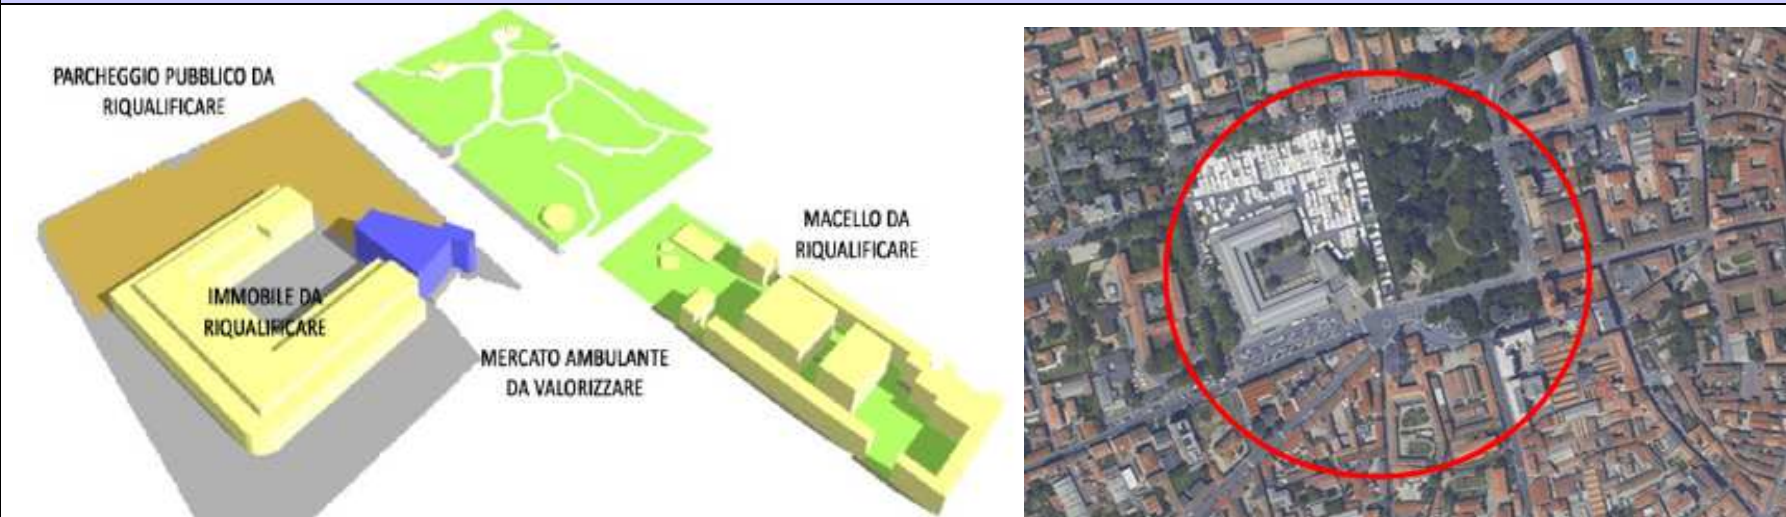 PARCHEGGIO PUBBLICO DA
RIQUALIFICARE
MACELLO DA
RIQUALIFICARE
IMMOBILE DA
RIQUALIFICARE
MERCATO AMBULANTE
DA VALORIZZARE